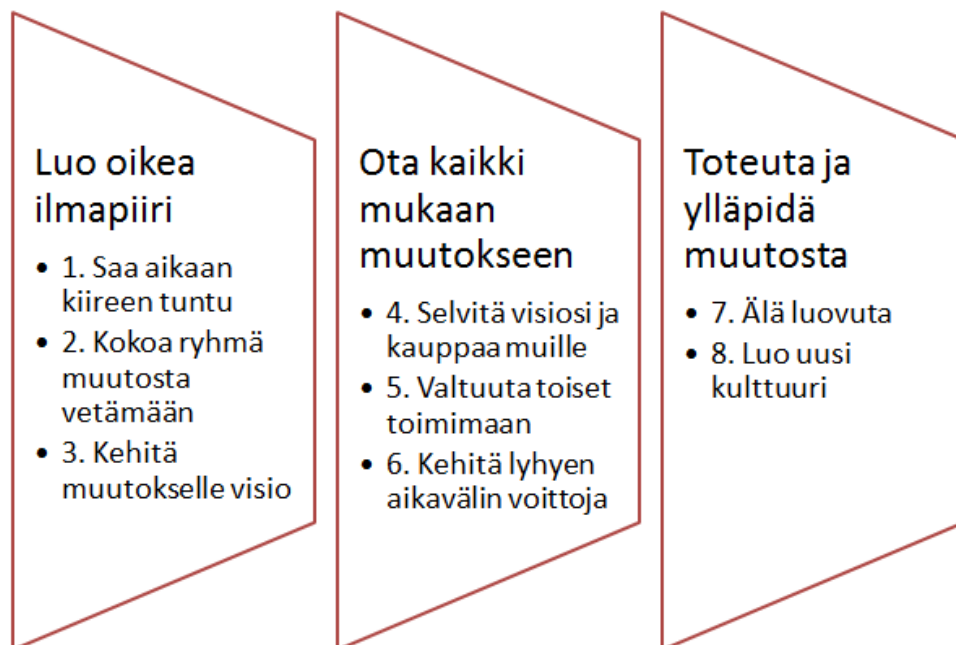 Luo oikea
ilmapiiri
• 1. Saa aikaan
kiireen tuntu
• 2. Kokoa ryhmä
muutosta
vetämään
• 3. Kehitä
muutokselle visio
Ota kaikki
mukaan
muutokseen
• 4. Selvitä visiosi ja
kauppaa muille
• 5. Valtuuta toiset
toimimaan
• 6. Kehitä lyhyen
aikavälin voittoja
Toteuta ja
ylläpidä
muutosta
• 7. Älä luovuta
• 8. Luo uusi
kulttuuri